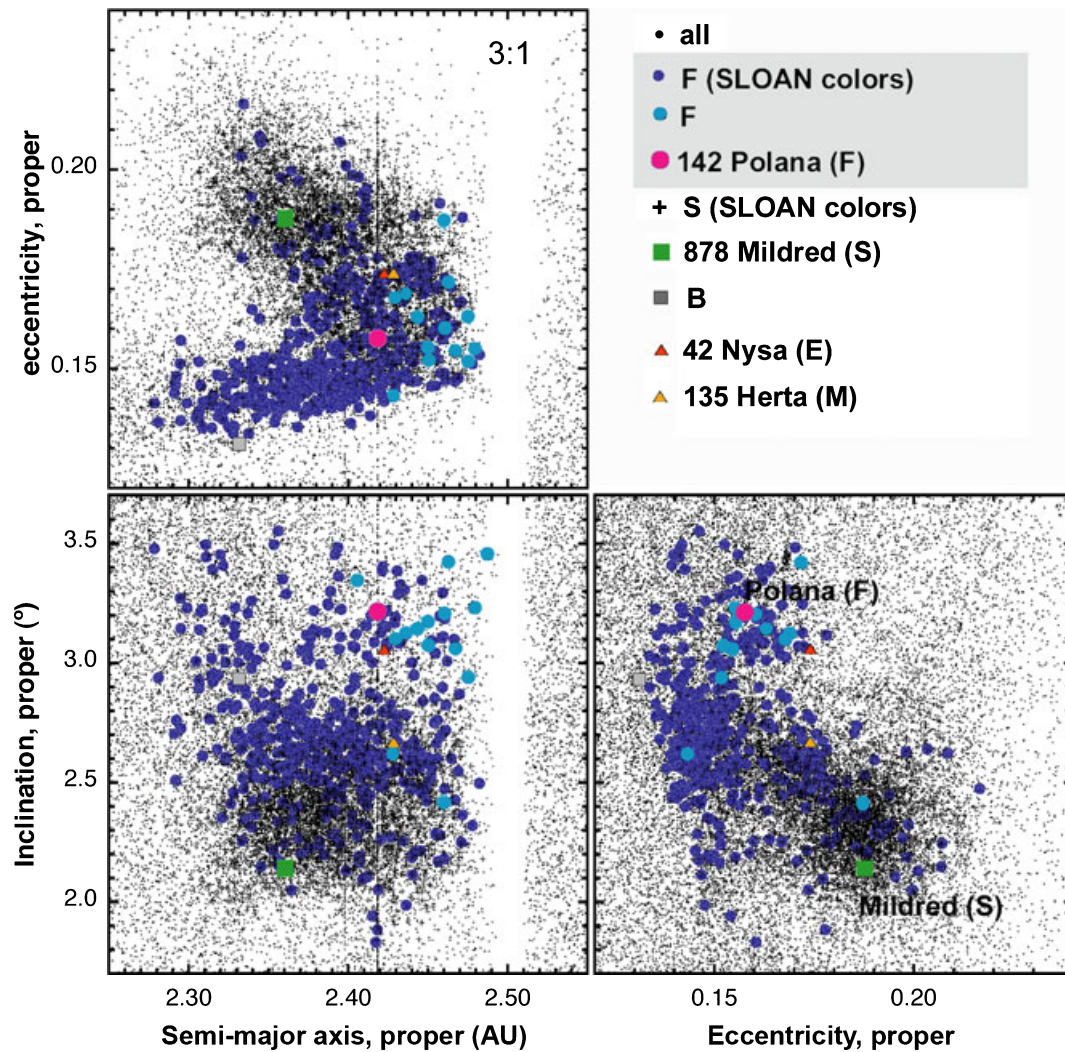 3:1
eccentricity, proper
0.20
0.15
all
F (SLOAN colors)
F
142 Polana (F)
S (SLOAN colors)
878 Mildred (S)
B
42 Nysa (E)
135 Herta (M)
Inclination, proper (°)
3.5
3.0
2.5
2.0
Polana (F)
Mildred (S)
2.30
2.40
2.50
0.15
0.20
Semi-major axis, proper (AU)
Eccentricity, proper